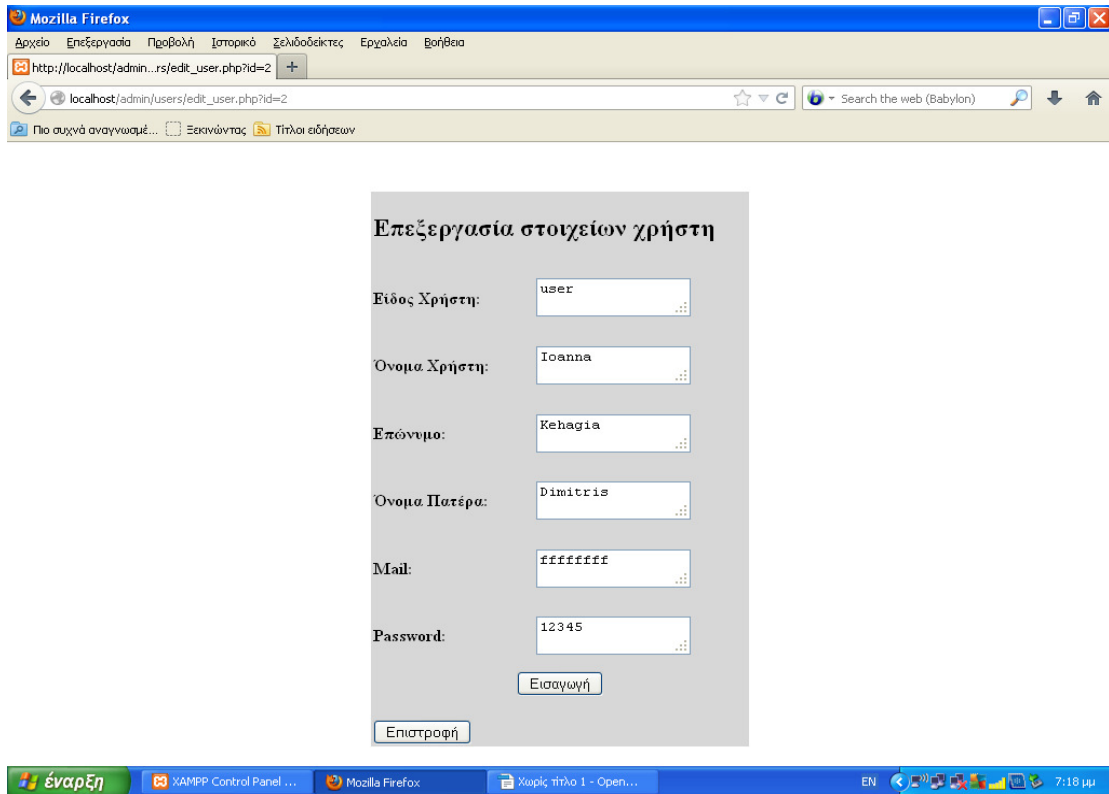 Mozilla Firefox
Αρχείο Επεξεργασία Προβολή Ιστορικό Σελιδοδείκτες Εργαλεία Βοήθεια
http://localhost/admin...rs/edit_user.php?id=2 +
localhost/admin/users/edit_user.php?id=2 Search the web (Babylon)
Πιο συχνά αναγνωσμέ... Ξεκινώντας Τίτλοι ειδήσεων
Επεξεργασία στοιχείων χρήστη
Είδος Χρήστη: user
Όνομα Χρήστη: Ioanna
Επώνυμο: Kehagia
Όνομα Πατέρα: Dimitris
Mail: ffffffff
Password: 12345
Εισαγωγή
Επιστροφή
έναρξη XAMPP Control Panel ... Mozilla Firefox Χωρίς τίτλο 1 - Open... EN 7:18 μμ